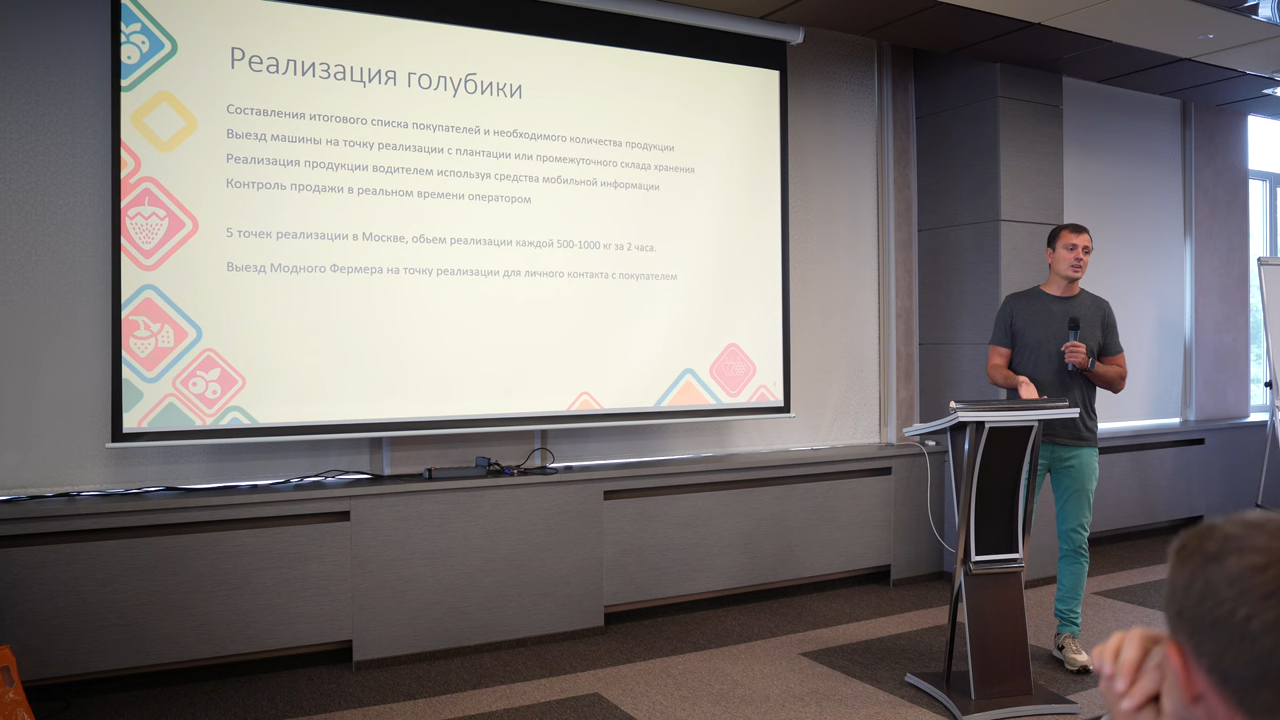 Реализация голубики
Составления итогового списка покупателей и необходимого количества продукции
Выезд машины на точку реализации с плантации или промежуточного склада хранения
Реализация продукции водителем используя средства мобильной информации
Контроль продажи в реальном времени оператором
5 точек реализации в Москве, обьем реализации каждой 500-1000 кг за 2 часа.
Выезд Модного Фермера на точку реализации для личного контакта с покупателем